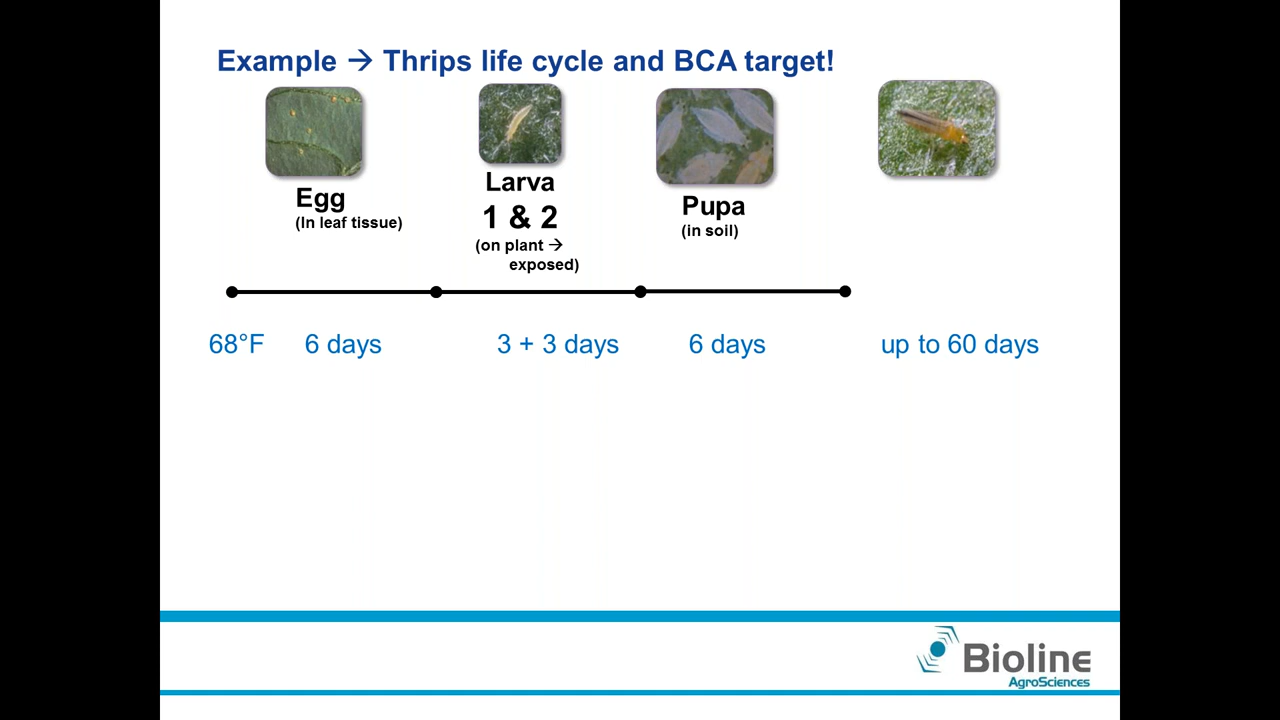 Example → Thrips life cycle and BCA target!
Egg
(In leaf tissue)
Larva
1 & 2
(on plant →
exposed)
Pupa
(in soil)
68°F 6 days 3 + 3 days 6 days up to 60 days
Bioline
AgroSciences